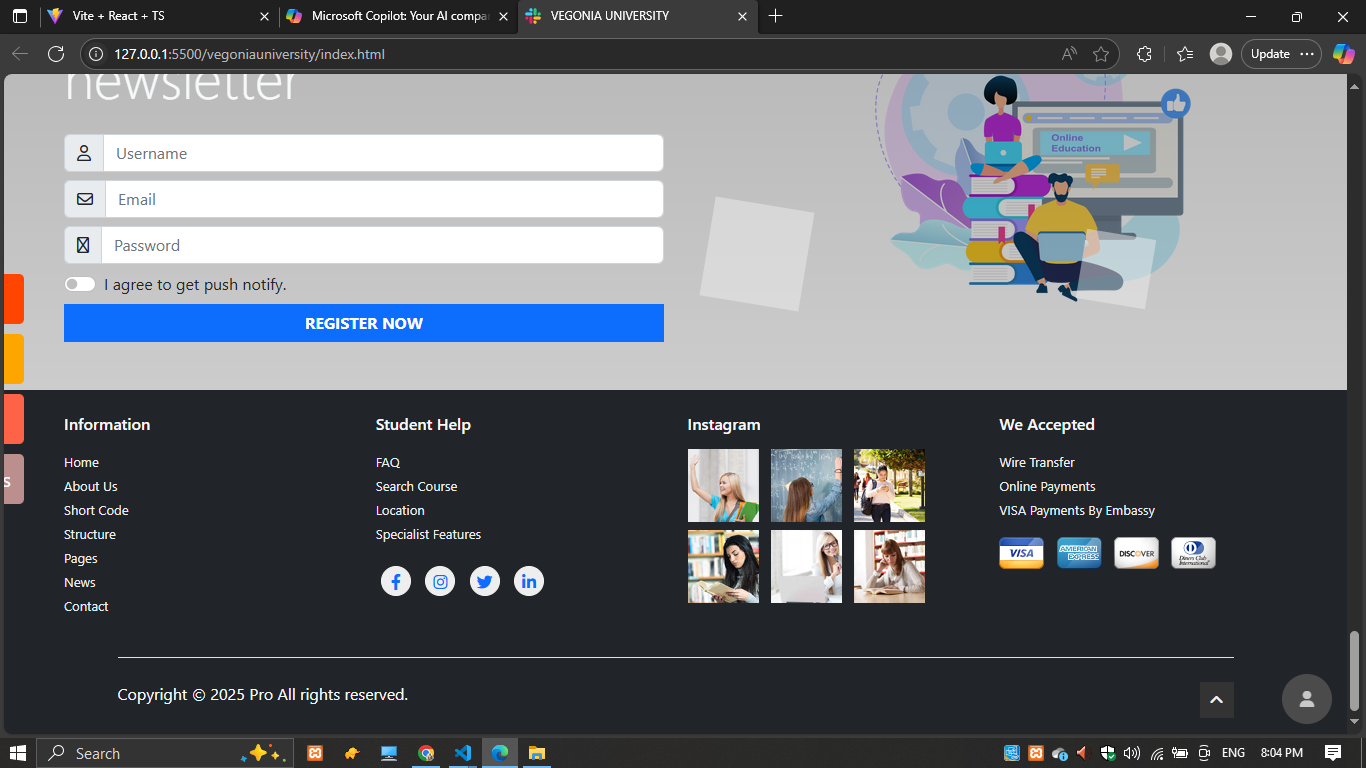 Vite + React + TS
Microsoft Copilot: Your AI compa
VEGONIA UNIVERSITY
127.0.0.1:5500/vegoniauniversity/index.html
Update
newsletter
Username
Email
Password
I agree to get push notify.
REGISTER NOW
Online
Education
S
Information
Home
About Us
Short Code
Structure
Pages
News
Contact
Student Help
FAQ
Search Course
Location
Specialist Features
Instagram
We Accepted
Wire Transfer
Online Payments
VISA Payments By Embassy
VISA
AMERICAN
EXPRESS
DISCOVER
Diners Club
International
Copyright © 2025 Pro All rights reserved.
Search
ENG
8:04 PM